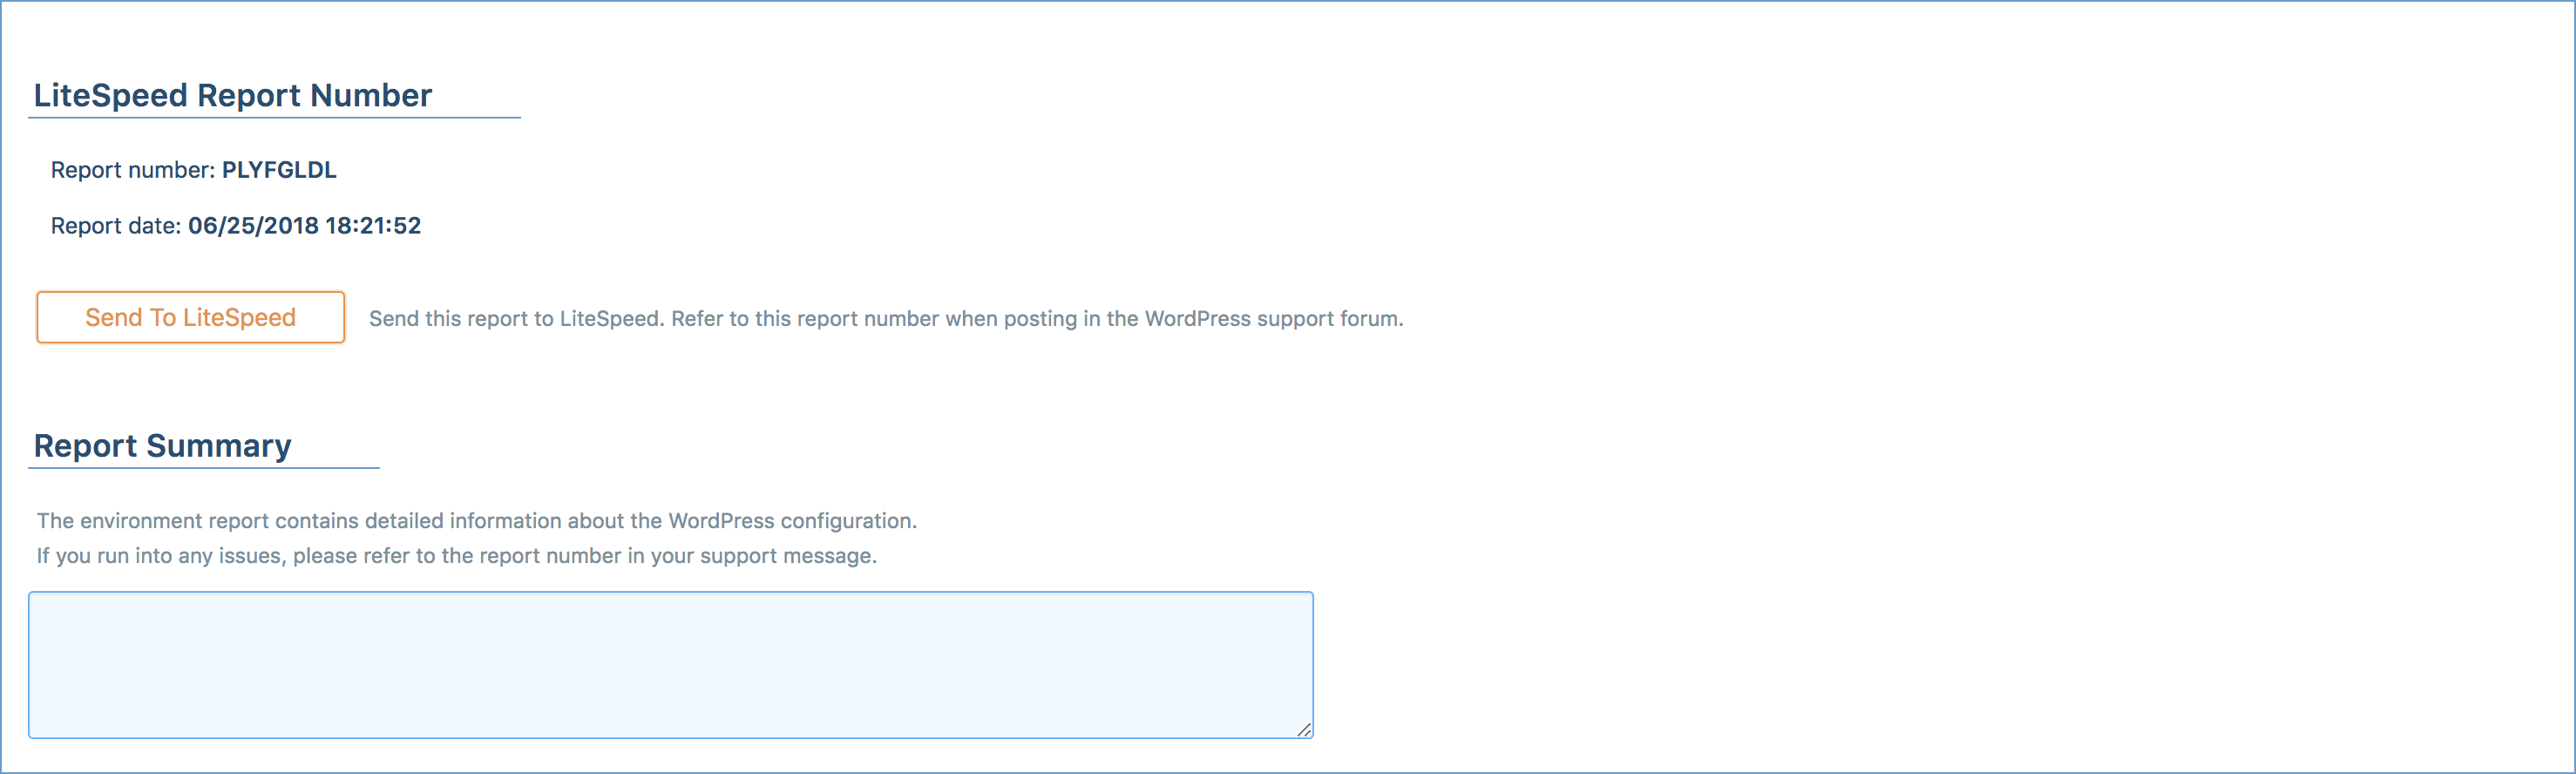 LiteSpeed Report Number
Report number: PLYFGLDL
Report date: 06/25/2018 18:21:52
Send To LiteSpeed Send this report to LiteSpeed. Refer to this report number when posting in the WordPress support forum.
Report Summary
The environment report contains detailed information about the WordPress configuration.
If you run into any issues, please refer to the report number in your support message.